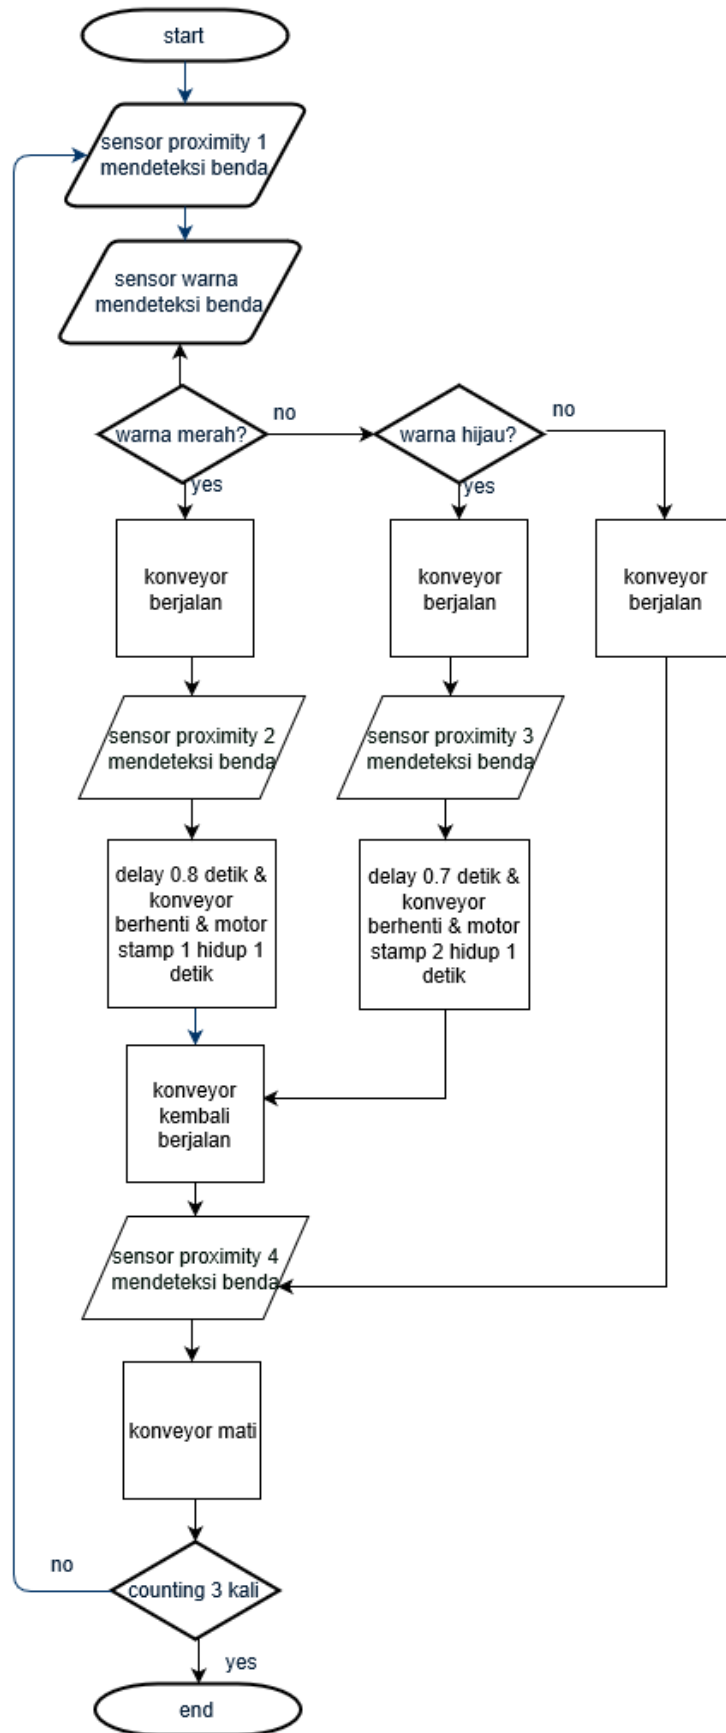 start
sensor proximity 1
mendeteksi benda
sensor warna
mendeteksi benda
warna merah?
no
warna hijau?
no
yes
yes
konveyor
berjalan
konveyor
berjalan
konveyor
berjalan
sensor proximity 2
mendeteksi benda
sensor proximity 3
mendeteksi benda
delay 0.8 detik &
konveyor
berhenti & motor
stamp 1 hidup 1
detik
delay 0.7 detik &
konveyor
berhenti & motor
stamp 2 hidup 1
detik
konveyor
kembali
berjalan
sensor proximity 4
mendeteksi benda
konveyor mati
no
counting 3 kali
yes
end